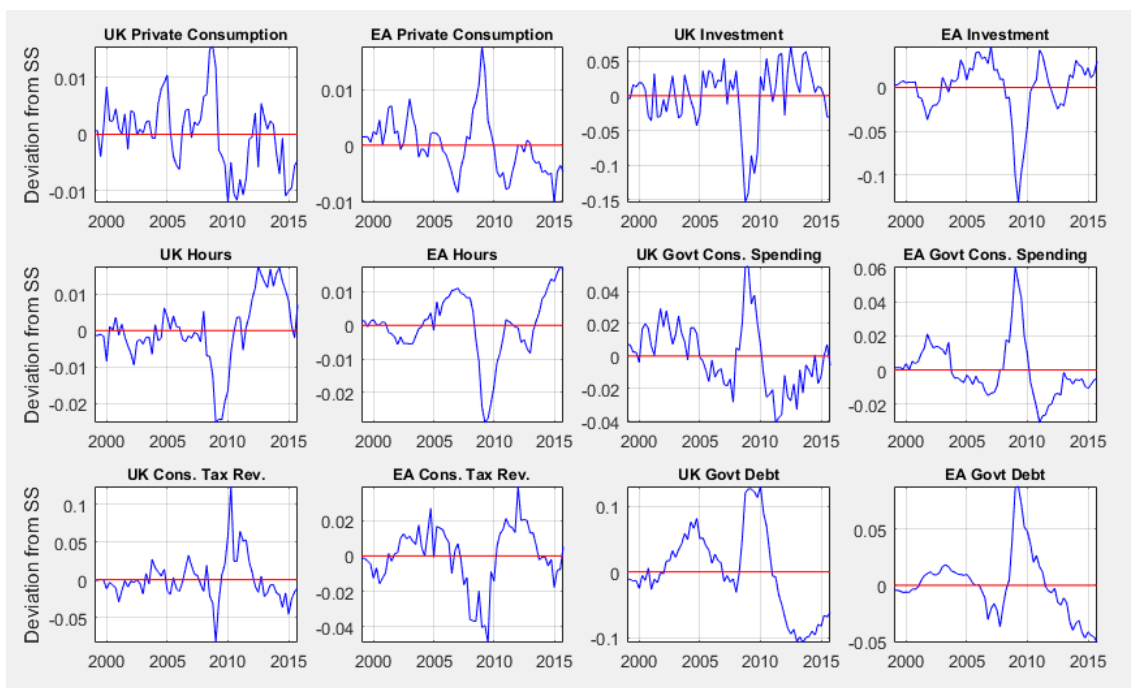 UK Private Consumption
Deviation from SS
0.01
0
-0.01
2000 2005 2010 2015
EA Private Consumption
0.01
0
-0.01
2000 2005 2010 2015
UK Investment
0.05
0
-0.05
-0.1
-0.15
2000 2005 2010 2015
EA Investment
0
-0.05
-0.1
2000 2005 2010 2015
UK Hours
Deviation from SS
0.01
0
-0.01
-0.02
2000 2005 2010 2015
EA Hours
0.01
0
-0.01
-0.02
2000 2005 2010 2015
UK Govt Cons. Spending
0.04
0.02
0
-0.02
-0.04
2000 2005 2010 2015
EA Govt Cons. Spending
0.06
0.04
0.02
0
-0.02
2000 2005 2010 2015
UK Cons. Tax Rev.
Deviation from SS
0.1
0.05
0
-0.05
2000 2005 2010 2015
EA Cons. Tax Rev.
0.02
0
-0.02
-0.04
2000 2005 2010 2015
UK Govt Debt
0.1
0
-0.1
2000 2005 2010 2015
EA Govt Debt
0.05
0
-0.05
2000 2005 2010 2015